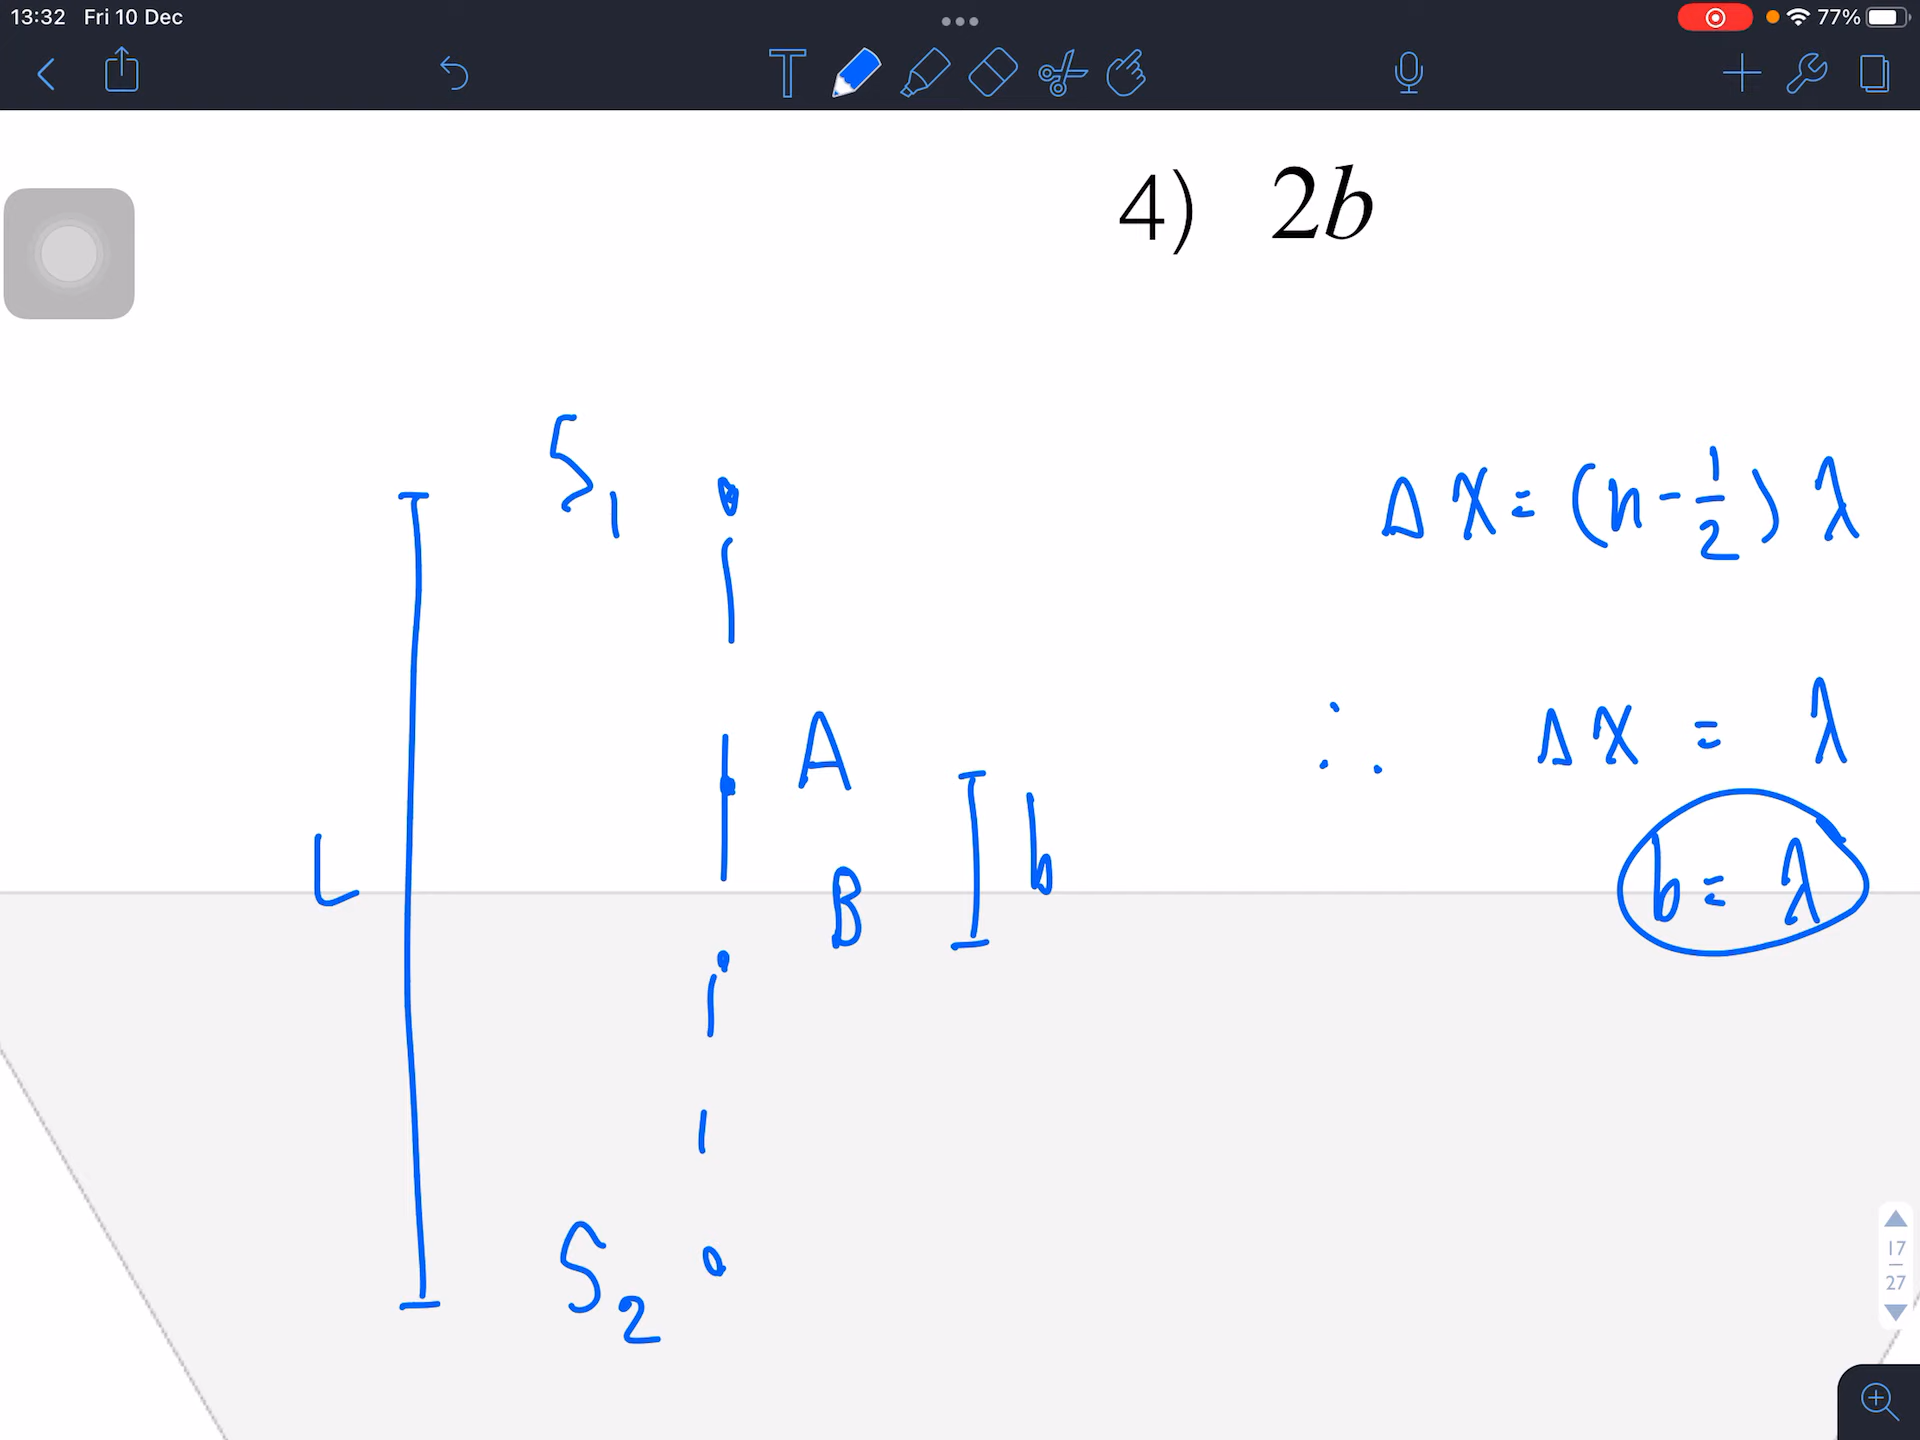 13:32 Fri 10 Dec
77%
T
4) 2b
S1
Δx = (n - 1/2) λ
A
∴ Δx = λ
L
b
B
b = λ
S2
17
27